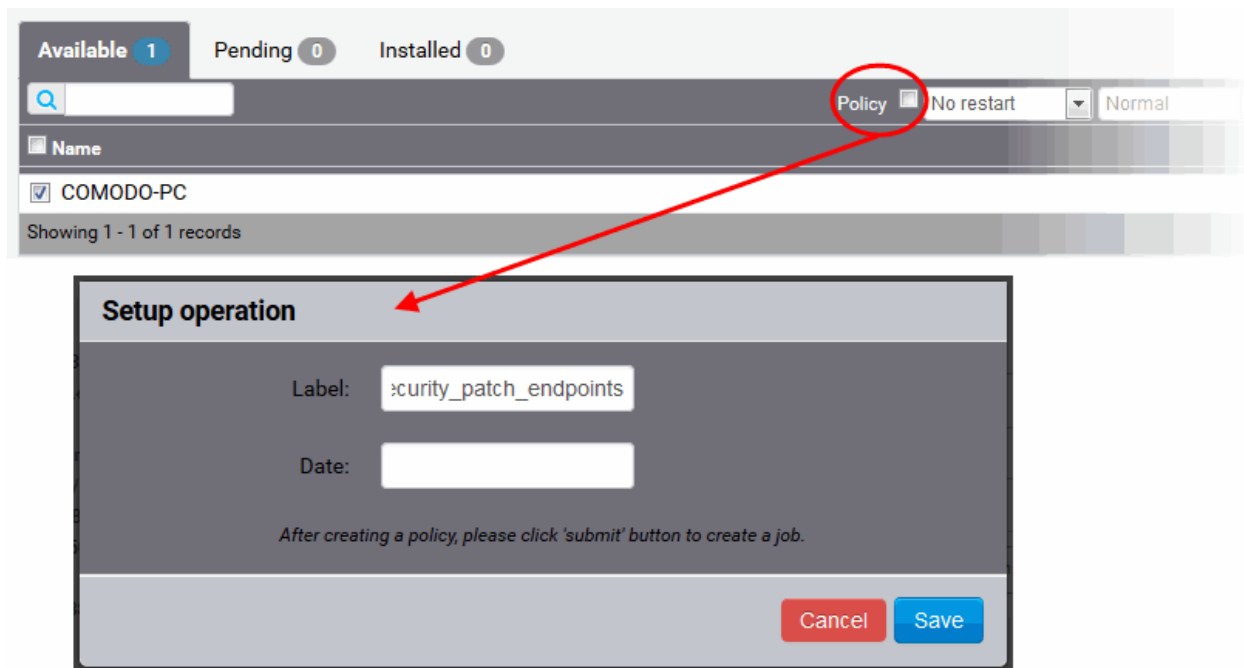 Available 1 Pending 0 Installed 0
Policy No restart Normal
Name
COMODO-PC
Showing 1 - 1 of 1 records
Setup operation
Label: ecurity_patch_endpoints
Date:
After creating a policy, please click 'submit' button to create a job.
Cancel Save